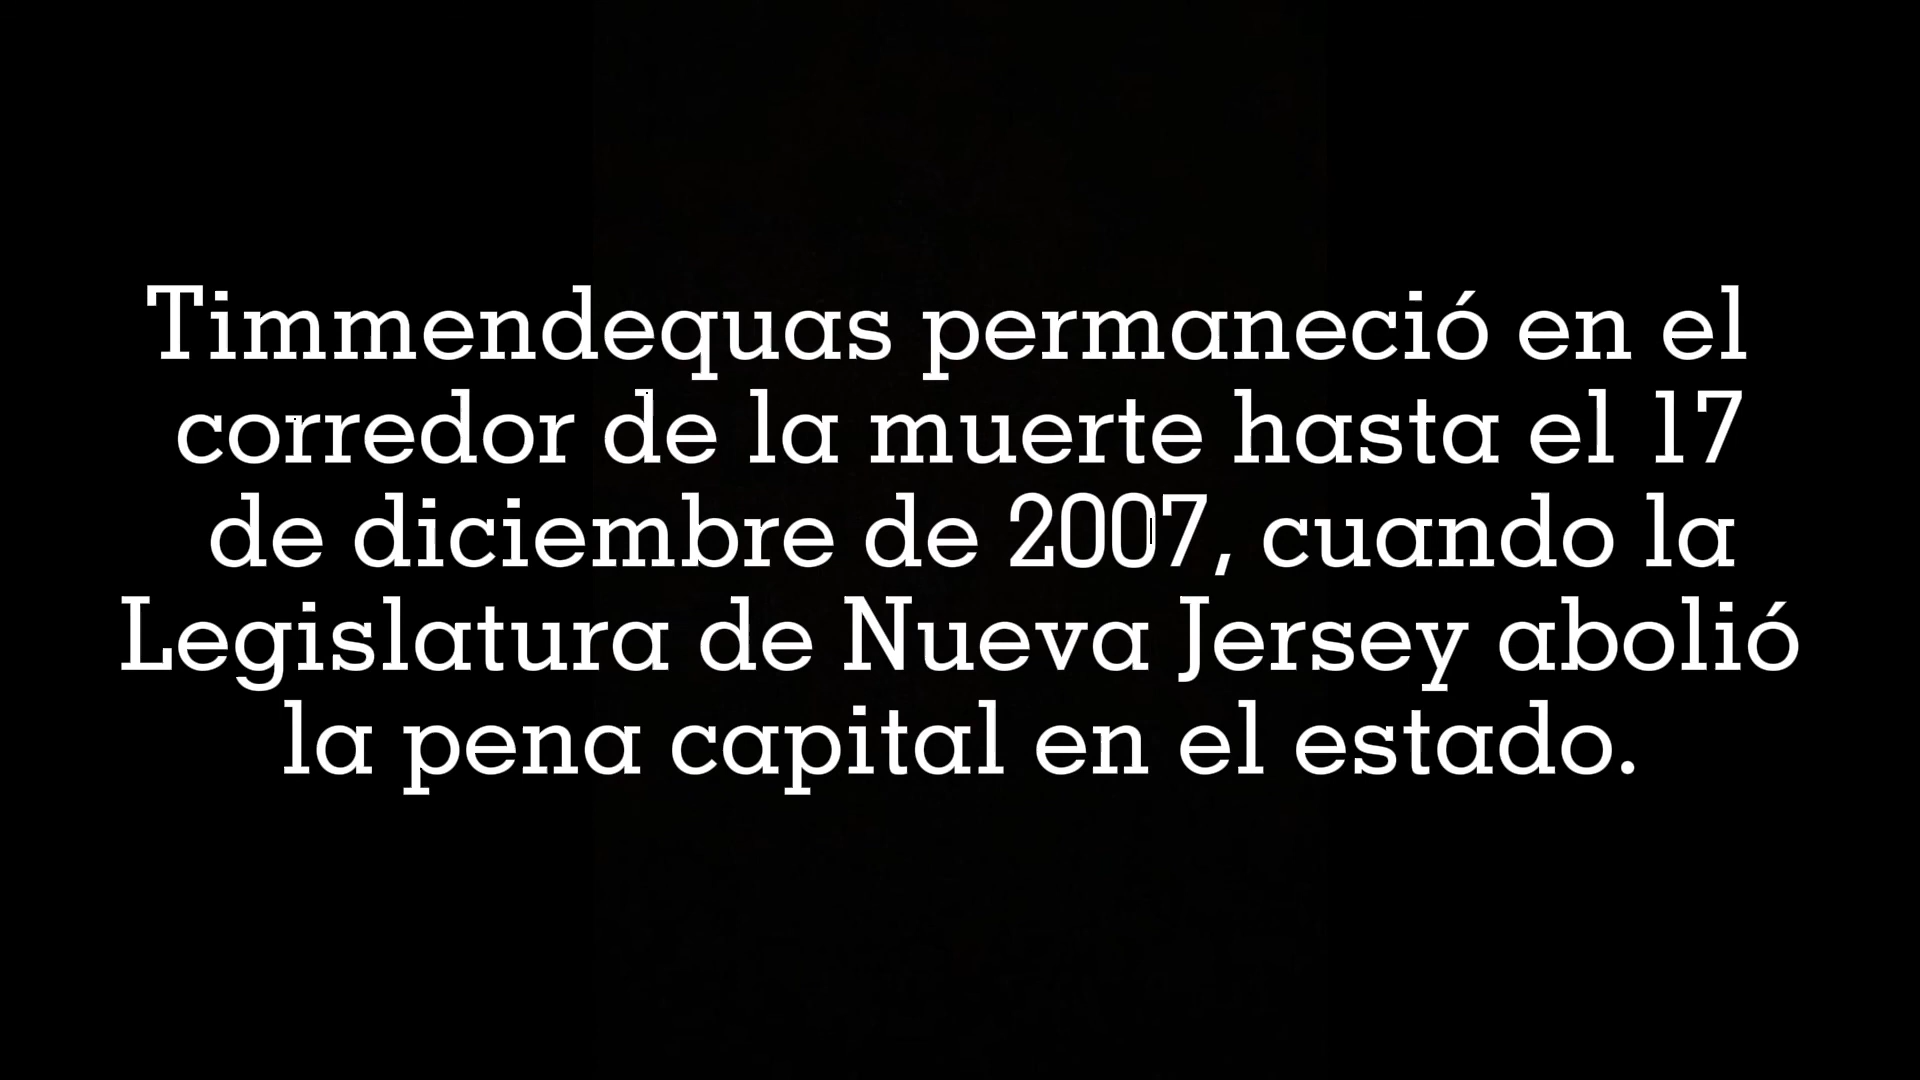 Timmendequas permaneció en el
corredor de la muerte hasta el 17
de diciembre de 2007, cuando la
Legislatura de Nueva Jersey abolió
la pena capital en el estado.